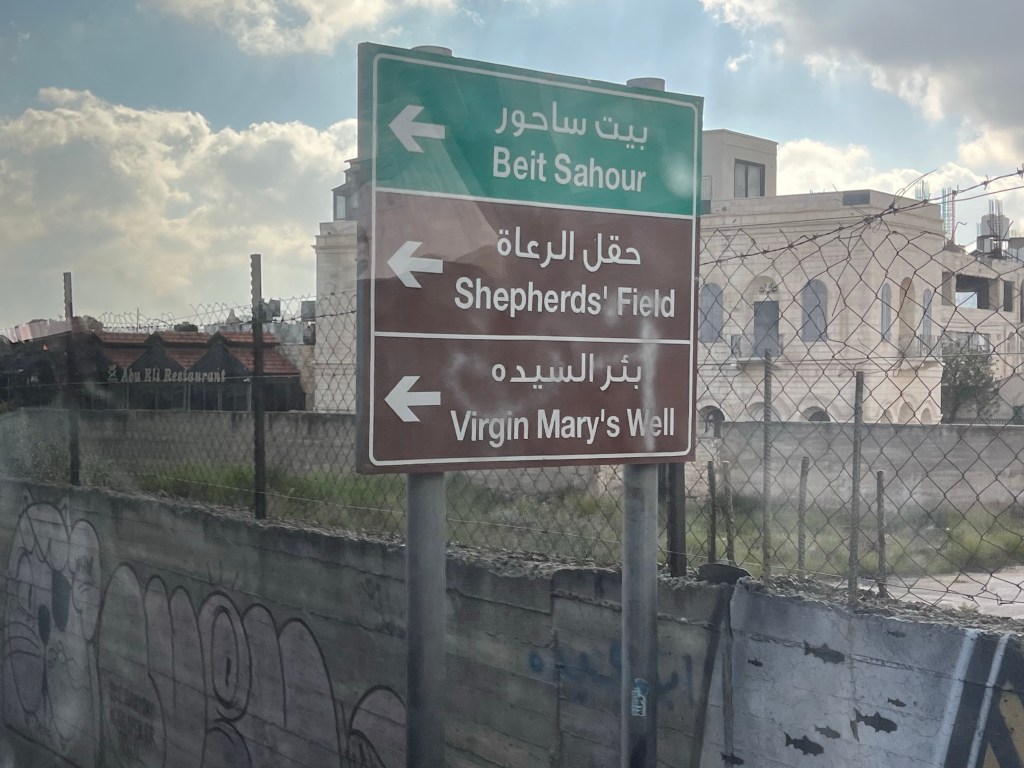 بيت ساحور
Beit Sahour
حقل الرعاة
Shepherds' Field
بئر السيده
Virgin Mary's Well
Abu Eli Restaurant